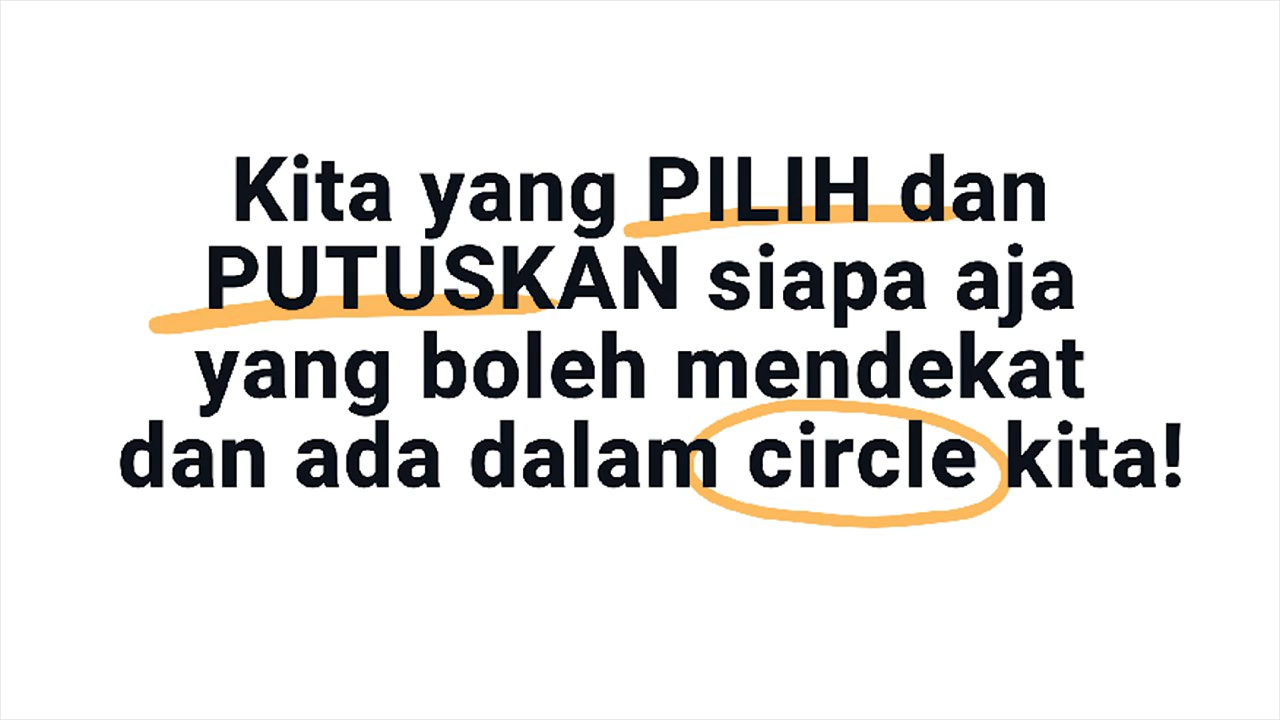 Kita yang PILIH dan
PUTUSKAN siapa aja
yang boleh mendekat
dan ada dalam circle kita!